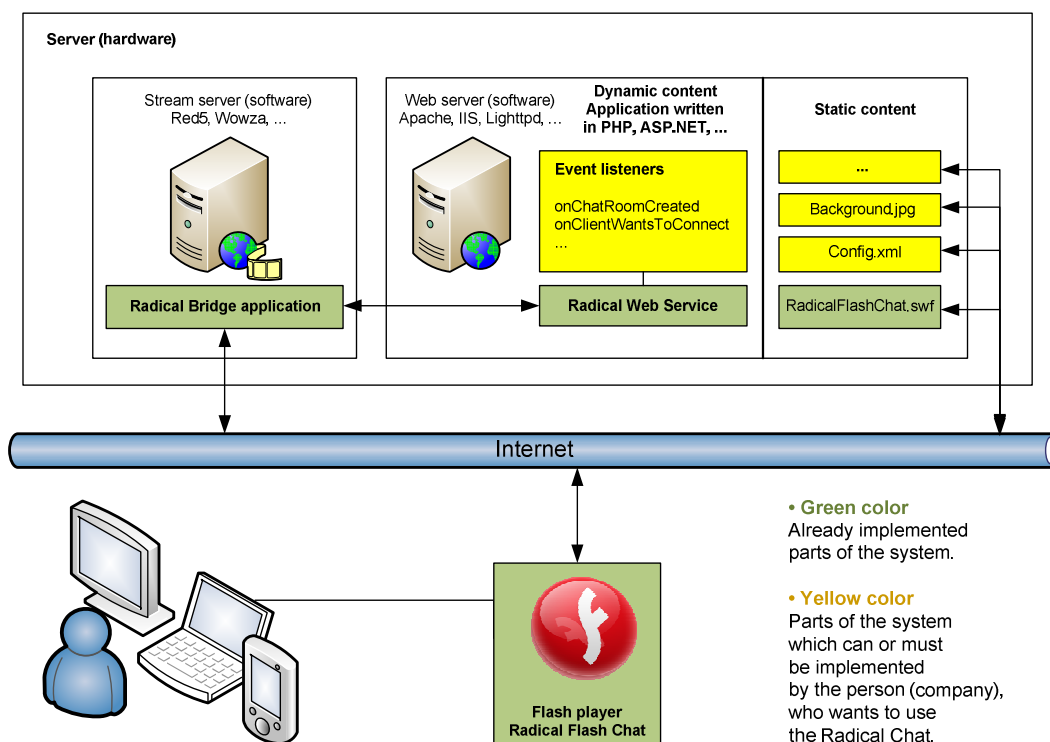 Server (hardware)
Stream server (software)
Red5, Wowza, ...
Web server (software)
Apache, IIS, Lighttpd, ...
Dynamic content
Application written
in PHP, ASP.NET, ...
Static content
Event listeners
onChatRoomCreated
onClientWantsToConnect
...
...
Background.jpg
Config.xml
Radical Bridge application
Radical Web Service
RadicalFlashChat.swf
Internet
Flash player
Radical Flash Chat
• Green color
Already implemented
parts of the system.
• Yellow color
Parts of the system
which can or must
be implemented
by the person (company),
who wants to use
the Radical Chat.